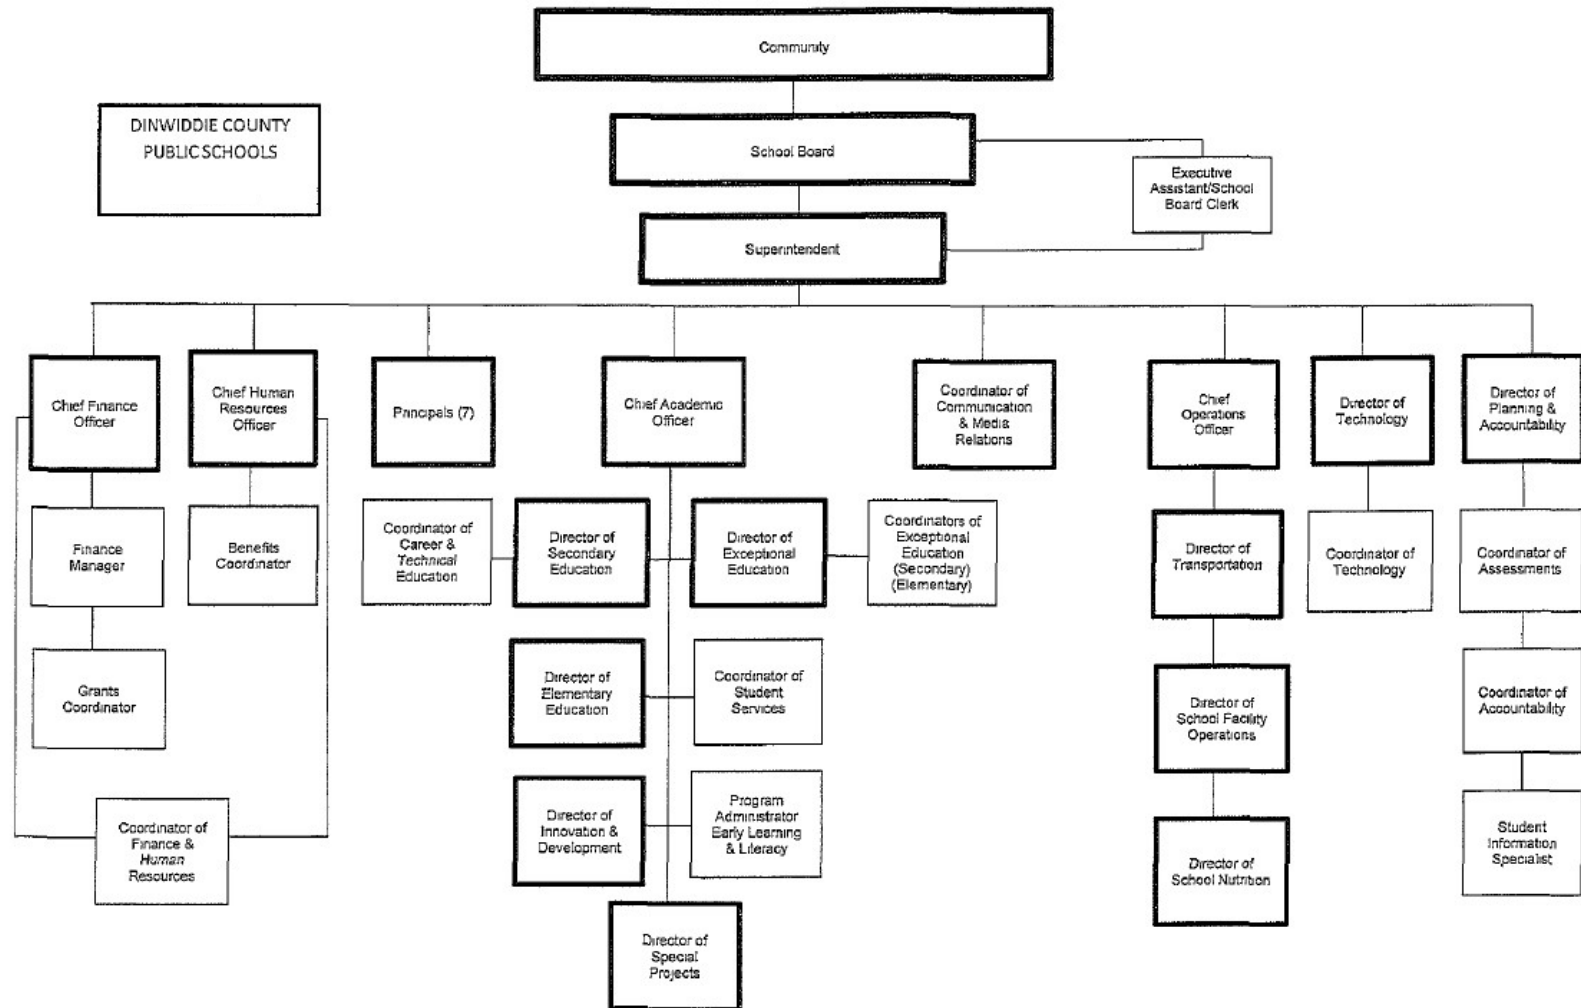 Community
DINWIDDIE COUNTY
PUBLIC SCHOOLS
School Board
Executive
Assistant/School
Board Clerk
Superintendent
Chief Finance
Officer
Chief Human
Resources
Officer
Principals (7)
Chief Academic
Officer
Coordinator of
Communication
& Media
Relations
Chief
Operations
Officer
Director of
Technology
Director of
Planning &
Accountability
Finance
Manager
Benefits
Coordinator
Coordinator of
Career &
Technical
Education
Director of
Secondary
Education
Director of
Exceptional
Education
Coordinators of
Exceptional
Education
(Secondary)
(Elementary)
Director of
Transportation
Coordinator of
Technology
Coordinator of
Assessments
Grants
Coordinator
Director of
Elementary
Education
Coordinator of
Student
Services
Director of
School Facility
Operations
Coordinator of
Accountability
Coordinator of
Finance &
Human
Resources
Director of
Innovation &
Development
Program
Administrator
Early Learning
& Literacy
Director of
School Nutrition
Student
Information
Specialist
Director of
Special
Projects